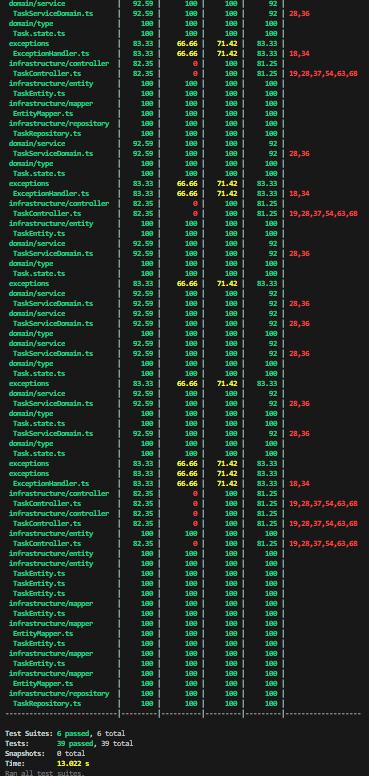 domain/service | 92.59 | 100 | 100 | 92 |
TaskServiceDomain.ts | 92.59 | 100 | 100 | 92 | 28,36
domain/type | 100 | 100 | 100 | 100 |
Task.state.ts | 100 | 100 | 100 | 100 |
exceptions | 83.33 | 66.66 | 71.42 | 83.33 |
ExceptionHandler.ts | 83.33 | 66.66 | 71.42 | 83.33 | 18,34
infrastructure/controller | 82.35 | 0 | 100 | 81.25 |
TaskController.ts | 82.35 | 0 | 100 | 81.25 | 19,28,37,54,63,68
infrastructure/entity | 100 | 100 | 100 | 100 |
TaskEntity.ts | 100 | 100 | 100 | 100 |
infrastructure/mapper | 100 | 100 | 100 | 100 |
EntityMapper.ts | 100 | 100 | 100 | 100 |
infrastructure/repository | 100 | 100 | 100 | 100 |
TaskRepository.ts | 100 | 100 | 100 | 100 |
domain/service | 92.59 | 100 | 100 | 92 |
TaskServiceDomain.ts | 92.59 | 100 | 100 | 92 | 28,36
domain/type | 100 | 100 | 100 | 100 |
Task.state.ts | 100 | 100 | 100 | 100 |
exceptions | 83.33 | 66.66 | 71.42 | 83.33 |
ExceptionHandler.ts | 83.33 | 66.66 | 71.42 | 83.33 | 18,34
infrastructure/controller | 82.35 | 0 | 100 | 81.25 |
TaskController.ts | 82.35 | 0 | 100 | 81.25 | 19,28,37,54,63,68
infrastructure/entity | 100 | 100 | 100 | 100 |
TaskEntity.ts | 100 | 100 | 100 | 100 |
domain/service | 92.59 | 100 | 100 | 92 |
TaskServiceDomain.ts | 92.59 | 100 | 100 | 92 | 28,36
domain/type | 100 | 100 | 100 | 100 |
Task.state.ts | 100 | 100 | 100 | 100 |
exceptions | 83.33 | 66.66 | 71.42 | 83.33 |
domain/service | 92.59 | 100 | 100 | 92 |
TaskServiceDomain.ts | 92.59 | 100 | 100 | 92 | 28,36
domain/service | 92.59 | 100 | 100 | 92 |
TaskServiceDomain.ts | 92.59 | 100 | 100 | 92 | 28,36
domain/type | 100 | 100 | 100 | 100 |
domain/service | 92.59 | 100 | 100 | 92 |
TaskServiceDomain.ts | 92.59 | 100 | 100 | 92 | 28,36
domain/type | 100 | 100 | 100 | 100 |
Task.state.ts | 100 | 100 | 100 | 100 |
exceptions | 83.33 | 66.66 | 71.42 | 83.33 |
domain/service | 92.59 | 100 | 100 | 92 |
TaskServiceDomain.ts | 92.59 | 100 | 100 | 92 | 28,36
domain/type | 100 | 100 | 100 | 100 |
Task.state.ts | 100 | 100 | 100 | 100 |
TaskServiceDomain.ts | 92.59 | 100 | 100 | 92 | 28,36
domain/type | 100 | 100 | 100 | 100 |
Task.state.ts | 100 | 100 | 100 | 100 |
exceptions | 83.33 | 66.66 | 71.42 | 83.33 |
exceptions | 83.33 | 66.66 | 71.42 | 83.33 |
ExceptionHandler.ts | 83.33 | 66.66 | 71.42 | 83.33 | 18,34
infrastructure/controller | 82.35 | 0 | 100 | 81.25 |
TaskController.ts | 82.35 | 0 | 100 | 81.25 | 19,28,37,54,63,68
infrastructure/controller | 82.35 | 0 | 100 | 81.25 |
TaskController.ts | 82.35 | 0 | 100 | 81.25 | 19,28,37,54,63,68
infrastructure/entity | 100 | 100 | 100 | 100 |
TaskController.ts | 82.35 | 0 | 100 | 81.25 | 19,28,37,54,63,68
infrastructure/entity | 100 | 100 | 100 | 100 |
infrastructure/entity | 100 | 100 | 100 | 100 |
TaskEntity.ts | 100 | 100 | 100 | 100 |
TaskEntity.ts | 100 | 100 | 100 | 100 |
TaskEntity.ts | 100 | 100 | 100 | 100 |
infrastructure/mapper | 100 | 100 | 100 | 100 |
TaskEntity.ts | 100 | 100 | 100 | 100 |
infrastructure/mapper | 100 | 100 | 100 | 100 |
EntityMapper.ts | 100 | 100 | 100 | 100 |
TaskEntity.ts | 100 | 100 | 100 | 100 |
infrastructure/mapper | 100 | 100 | 100 | 100 |
TaskEntity.ts | 100 | 100 | 100 | 100 |
infrastructure/mapper | 100 | 100 | 100 | 100 |
EntityMapper.ts | 100 | 100 | 100 | 100 |
infrastructure/repository | 100 | 100 | 100 | 100 |
TaskRepository.ts | 100 | 100 | 100 | 100 |
Test Suites: 6 passed, 6 total
Tests: 39 passed, 39 total
Snapshots: 0 total
Time: 13.022 s
Ran all test suites.